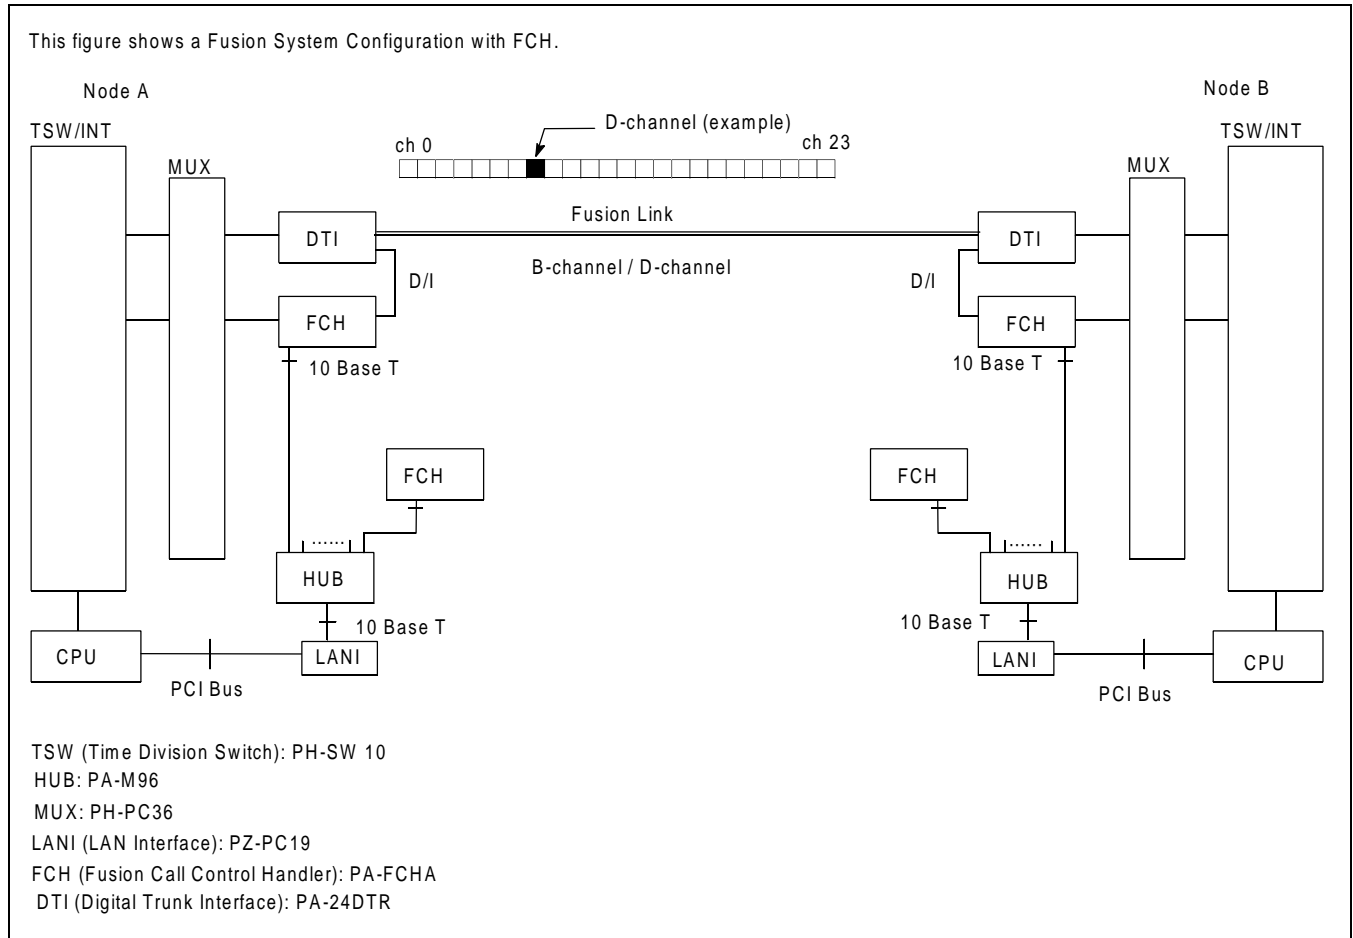 This figure shows a Fusion System Configuration with FCH.
Node A
Node B
TSW/INT
D-channel (example)
TSW/INT
ch 0
ch 23
MUX
MUX
Fusion Link
DTI
DTI
B-channel / D-channel
D/I
D/I
FCH
FCH
10 Base T
10 Base T
FCH
FCH
......
......
HUB
HUB
10 Base T
10 Base T
CPU
LANI
LANI
CPU
PCI Bus
PCI Bus
TSW (Time Division Switch): PH-SW 10
HUB: PA-M96
MUX: PH-PC36
LANI (LAN Interface): PZ-PC19
FCH (Fusion Call Control Handler): PA-FCHA
DTI (Digital Trunk Interface): PA-24DTR